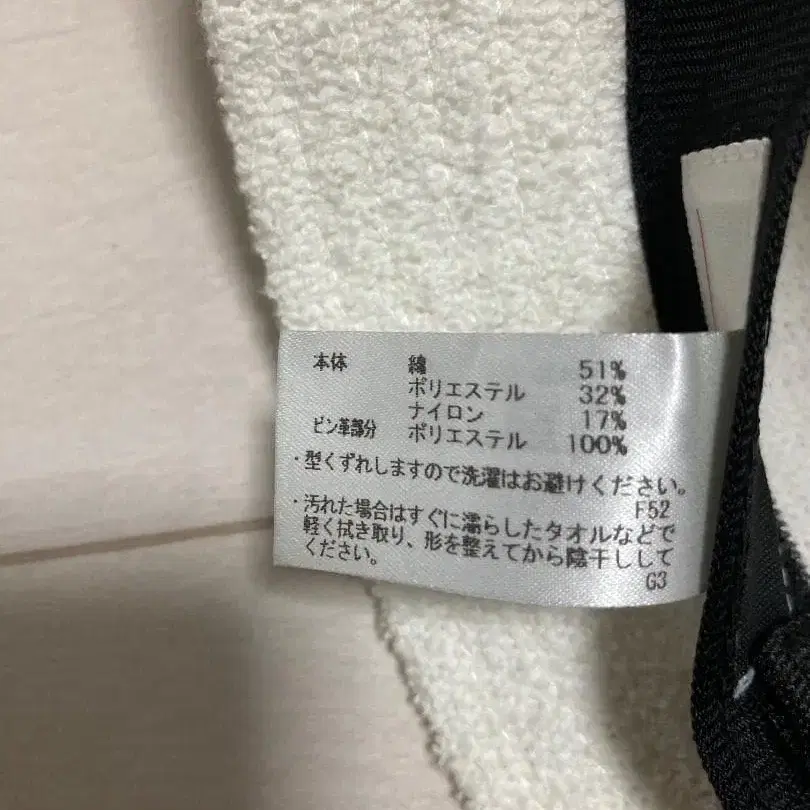 本体 綿 51%
ポリエステル 32%
ナイロン 17%
ビン革部分 ポリエステル 100%
・型くずれしますので洗濯はお避けください。
F52
・汚れた場合はすぐに濡らしたタオルなどで
軽く拭き取り、形を整えてから陰干しして
ください。
G3